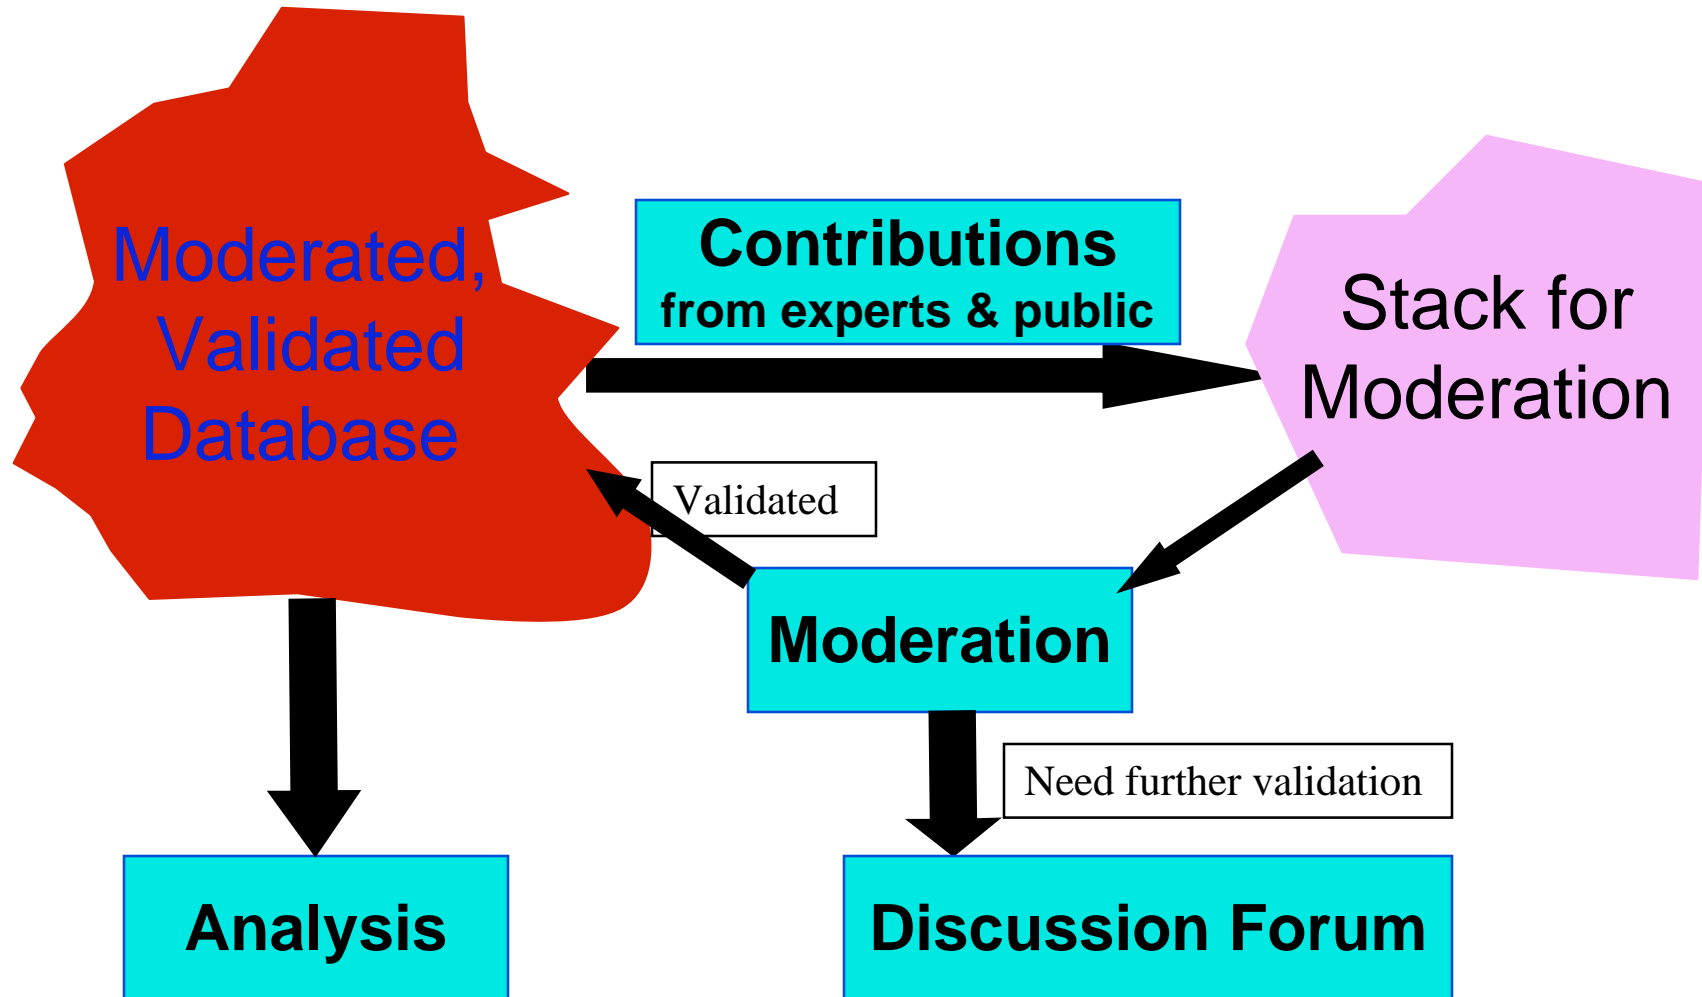 Moderated,
Validated
Database
Contributions
from experts & public
Stack for
Moderation
Validated
Moderation
Need further validation
Analysis
Discussion Forum